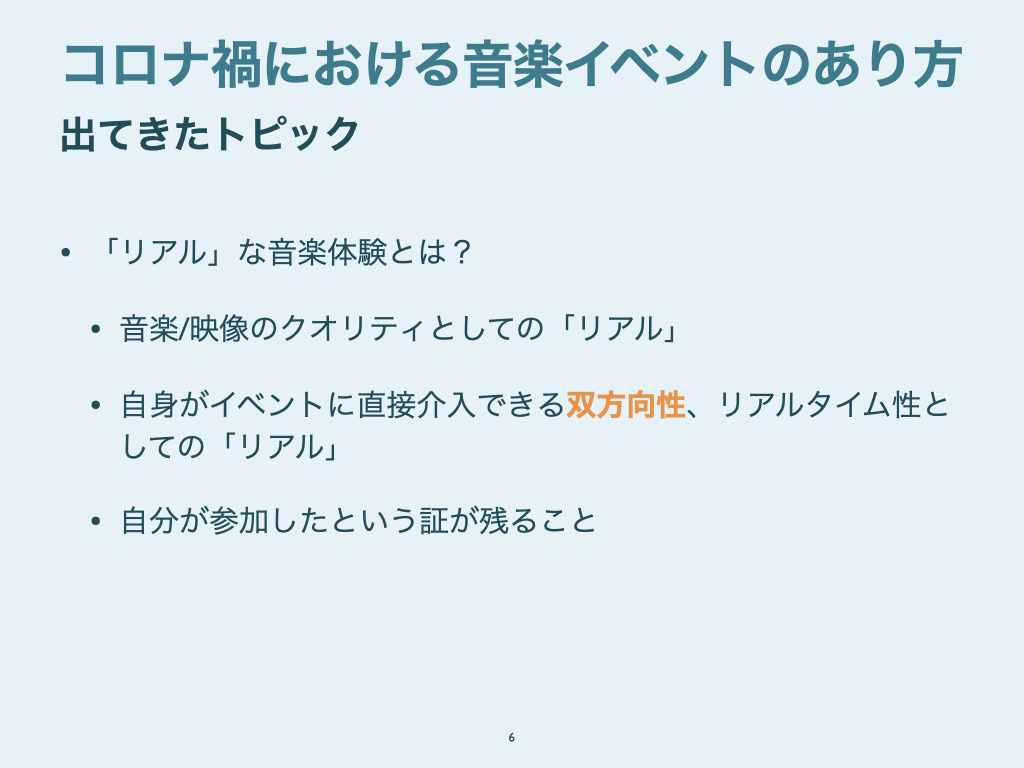 コロナ禍における音楽イベントのあり方
出てきたトピック
• 「リアル」な音楽体験とは？
• 音楽/映像のクオリティとしての「リアル」
• 自身がイベントに直接介入できる双方向性、リアルタイム性と
しての「リアル」
• 自分が参加したという証が残ること
6